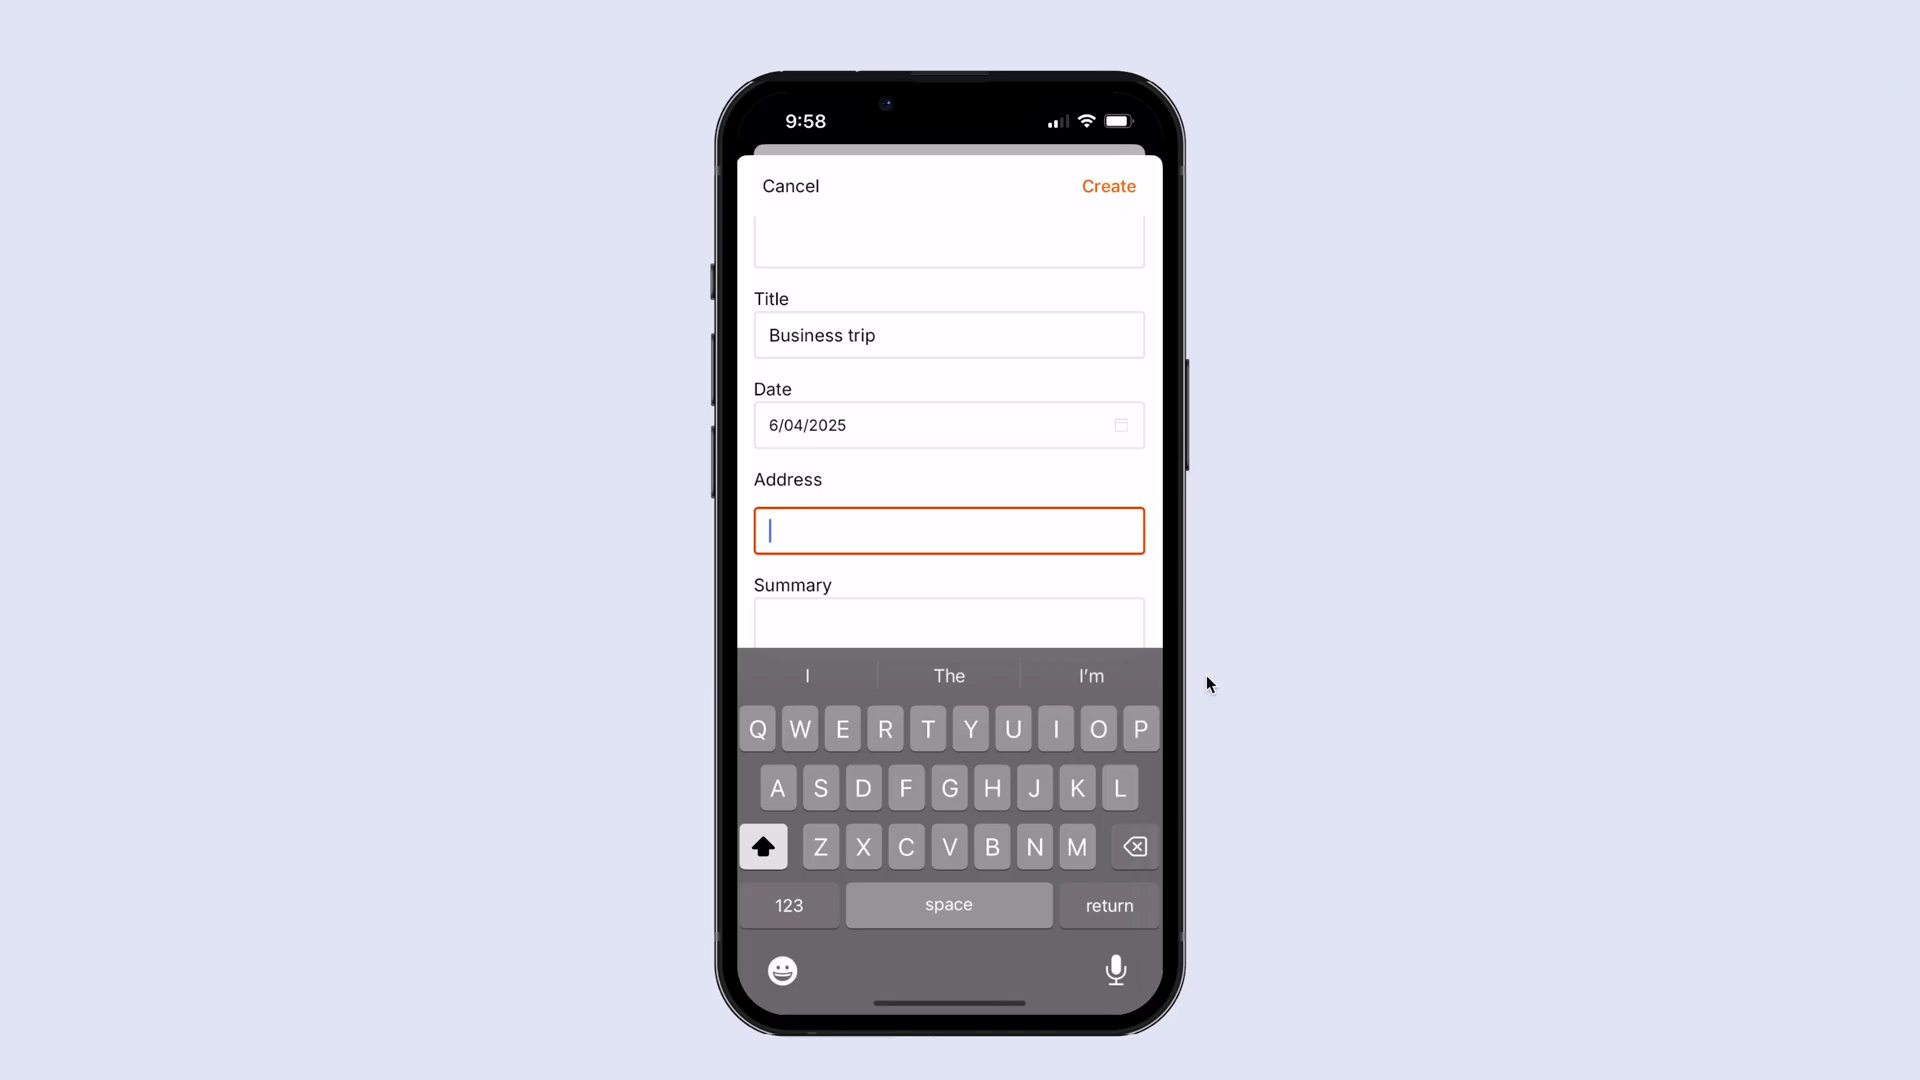 9:58
Cancel Create
Title
Business trip
Date
6/04/2025
Address
Summary
I The I'm
Q W E R T Y U I O P
A S D F G H J K L
Z X C V B N M
123 space return